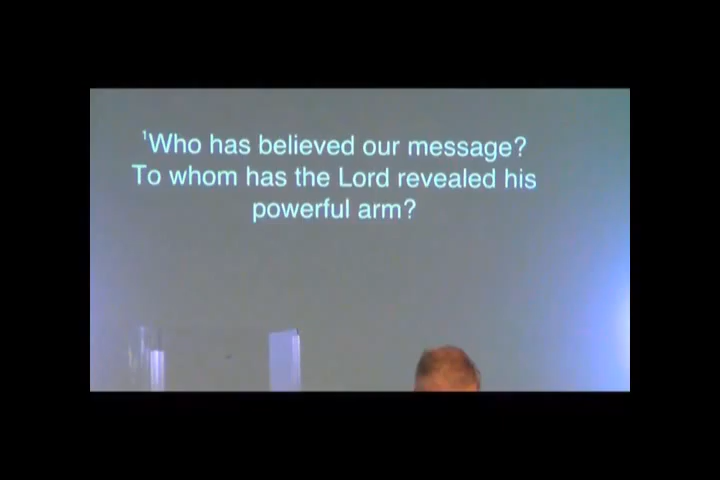 ¹Who has believed our message?
To whom has the Lord revealed his
powerful arm?